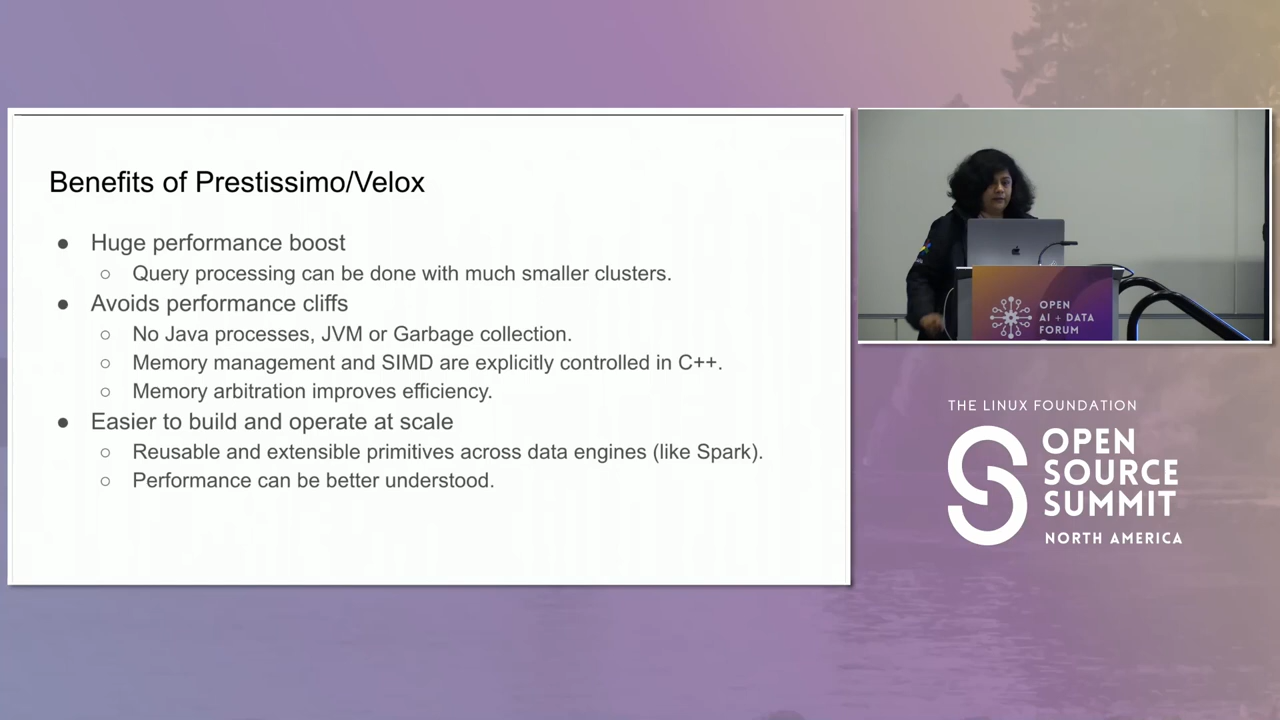 Benefits of Prestissimo/Velox
● Huge performance boost
○ Query processing can be done with much smaller clusters.
● Avoids performance cliffs
○ No Java processes, JVM or Garbage collection.
○ Memory management and SIMD are explicitly controlled in C++.
○ Memory arbitration improves efficiency.
● Easier to build and operate at scale
○ Reusable and extensible primitives across data engines (like Spark).
○ Performance can be better understood.
OPEN
AI + DATA
FORUM
THE LINUX FOUNDATION
OPEN
SOURCE
SUMMIT
NORTH AMERICA